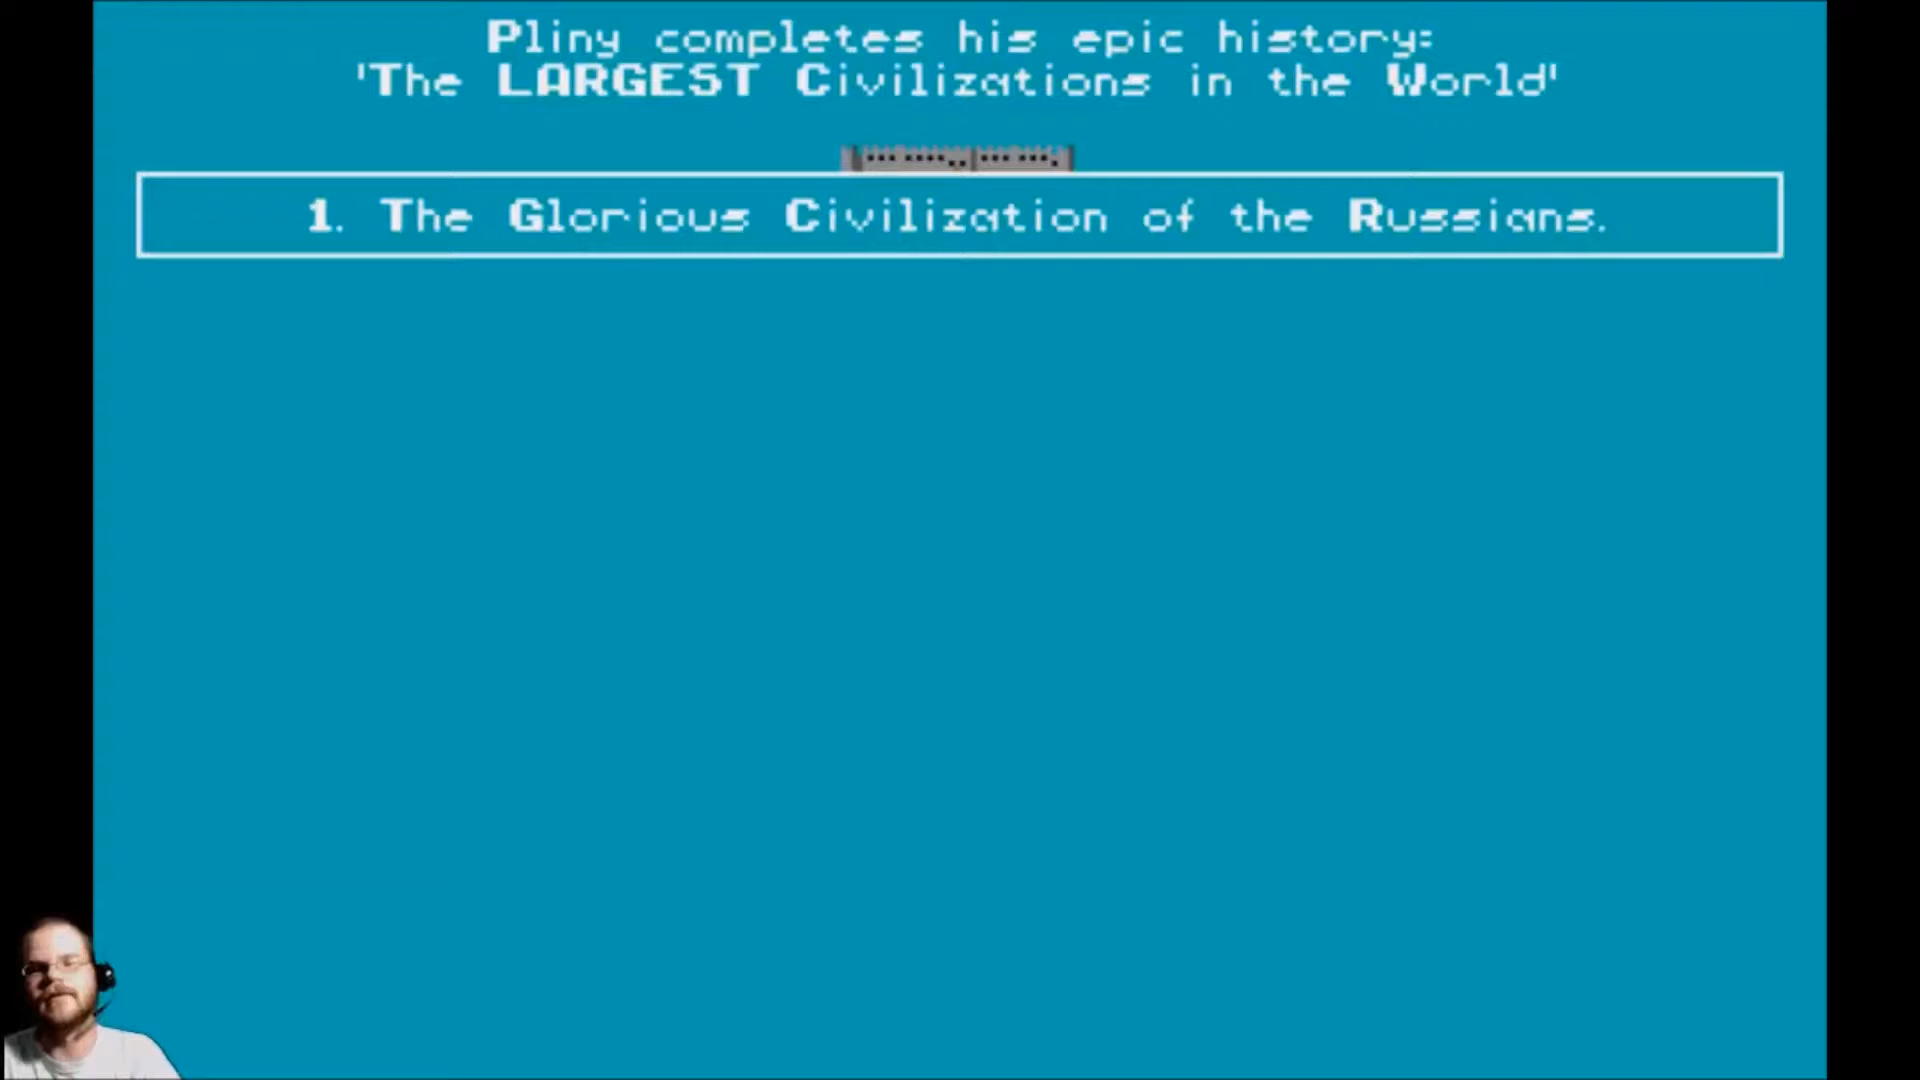 Pliny completes his epic history:
'The LARGEST Civilizations in the World'
1. The Glorious Civilization of the Russians.